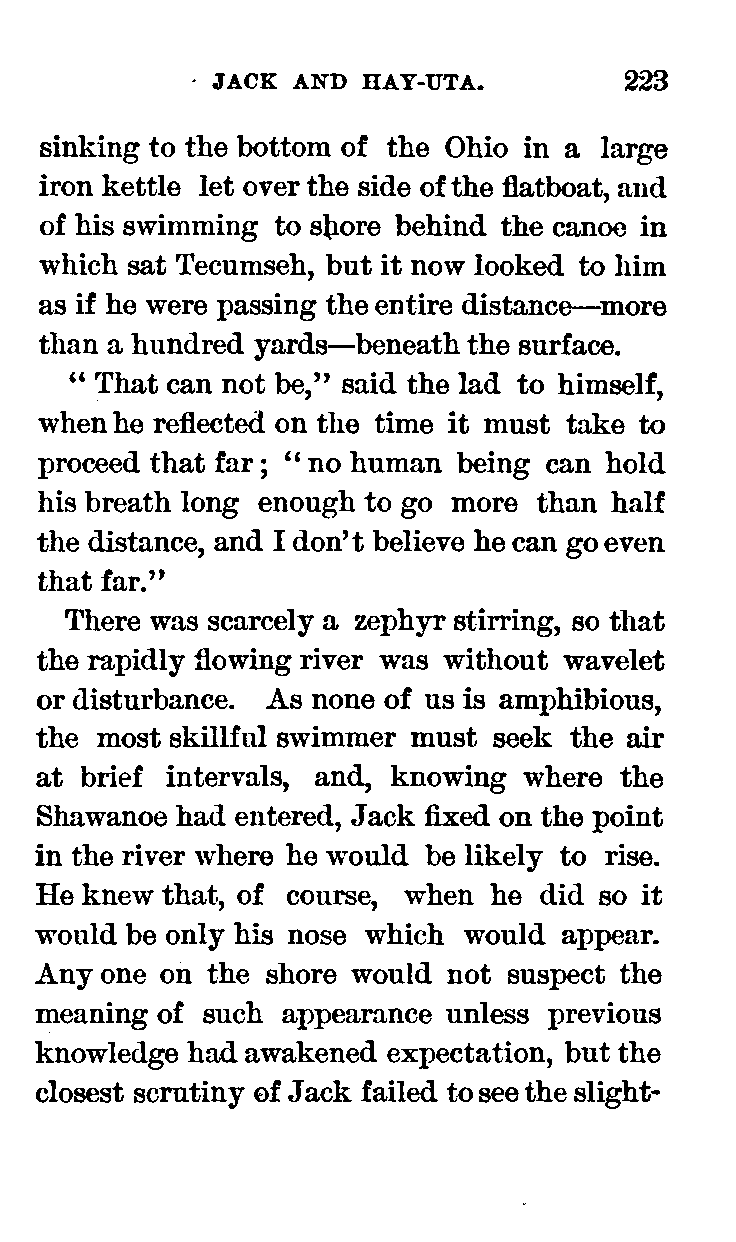 JACK AND HAY-UTA. 223
sinking to the bottom of the Ohio in a large
iron kettle let over the side of the flatboat, and
of his swimming to shore behind the canoe in
which sat Tecumseh, but it now looked to him
as if he were passing the entire distance—more
than a hundred yards—beneath the surface.
"That can not be," said the lad to himself,
when he reflected on the time it must take to
proceed that far; "no human being can hold
his breath long enough to go more than half
the distance, and I don't believe he can go even
that far."
There was scarcely a zephyr stirring, so that
the rapidly flowing river was without wavelet
or disturbance. As none of us is amphibious,
the most skillful swimmer must seek the air
at brief intervals, and, knowing where the
Shawanoe had entered, Jack fixed on the point
in the river where he would be likely to rise.
He knew that, of course, when he did so it
would be only his nose which would appear.
Any one on the shore would not suspect the
meaning of such appearance unless previous
knowledge had awakened expectation, but the
closest scrutiny of Jack failed to see the slight-